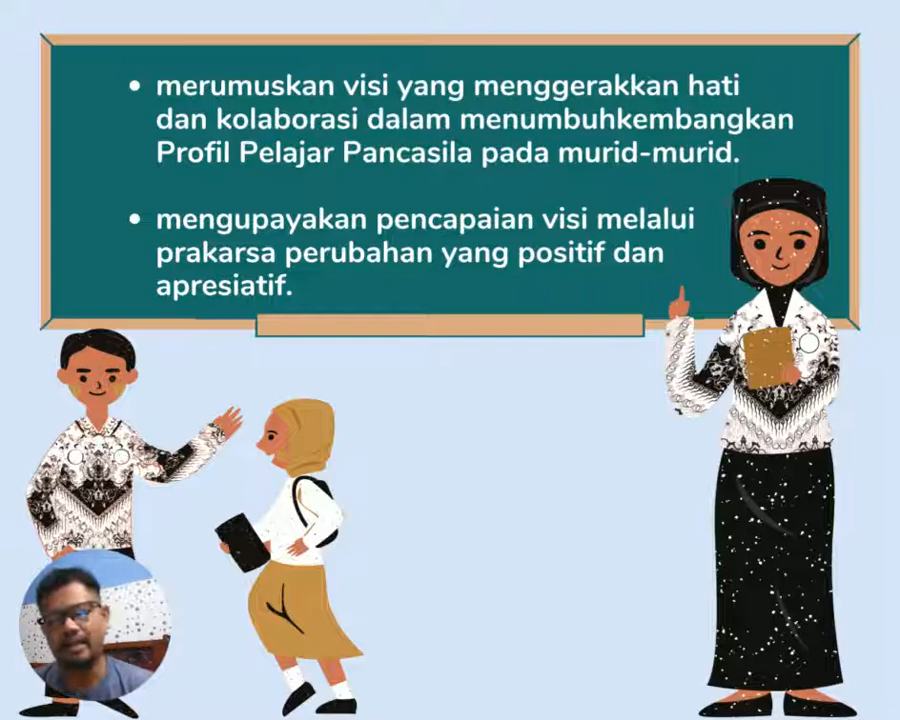 • merumuskan visi yang menggerakkan hati
dan kolaborasi dalam menumbuhkembangkan
Profil Pelajar Pancasila pada murid-murid.
• mengupayakan pencapaian visi melalui
prakarsa perubahan yang positif dan
apresiatif.